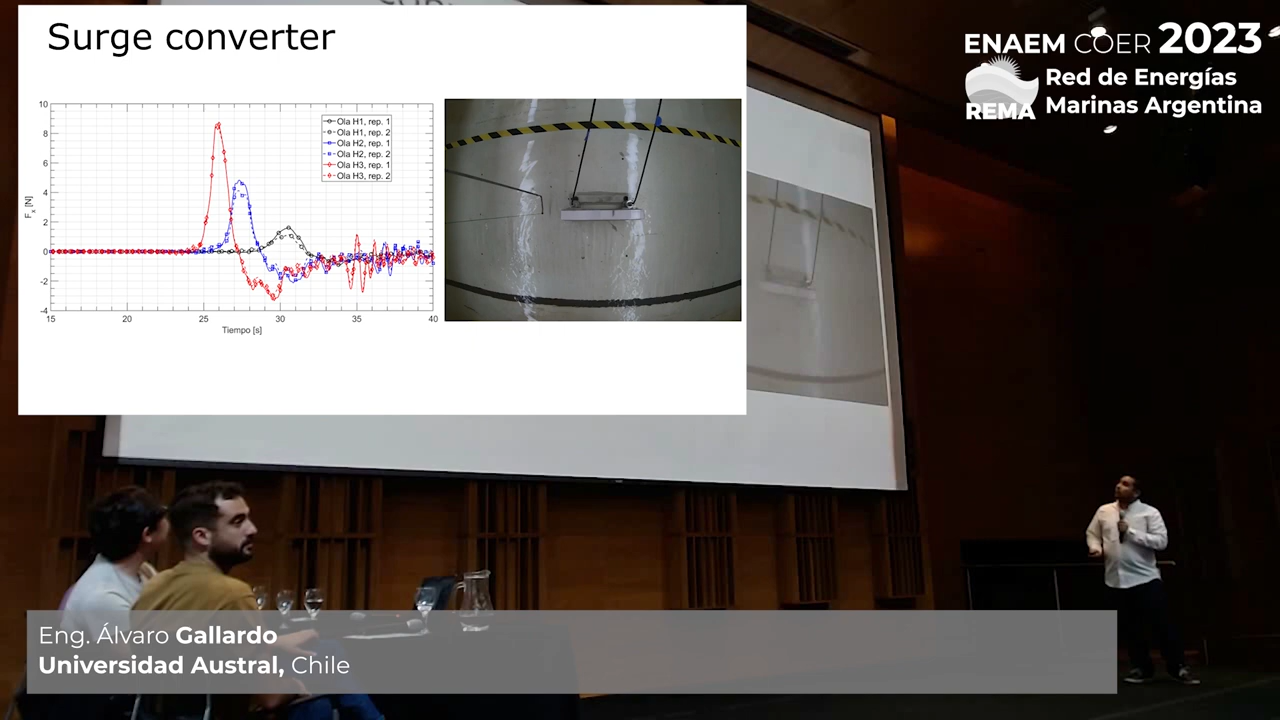 Surge converter
10
8
6
4
2
0
-2
-4
15
20
25
30
35
40
F_x [N]
Tiempo [s]
Ola H1, rep. 1
Ola H1, rep. 2
Ola H2, rep. 1
Ola H2, rep. 2
Ola H3, rep. 1
Ola H3, rep. 2
ENAEM COER 2023
REMA
Red de Energías
Marinas Argentina
Eng. Álvaro Gallardo
Universidad Austral, Chile